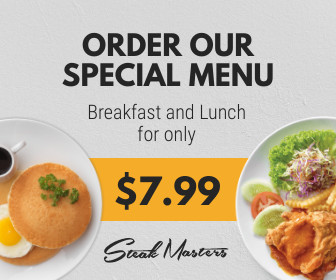 ORDER OUR
SPECIAL MENU
Breakfast and Lunch
for only
$7.99
Steak Masters